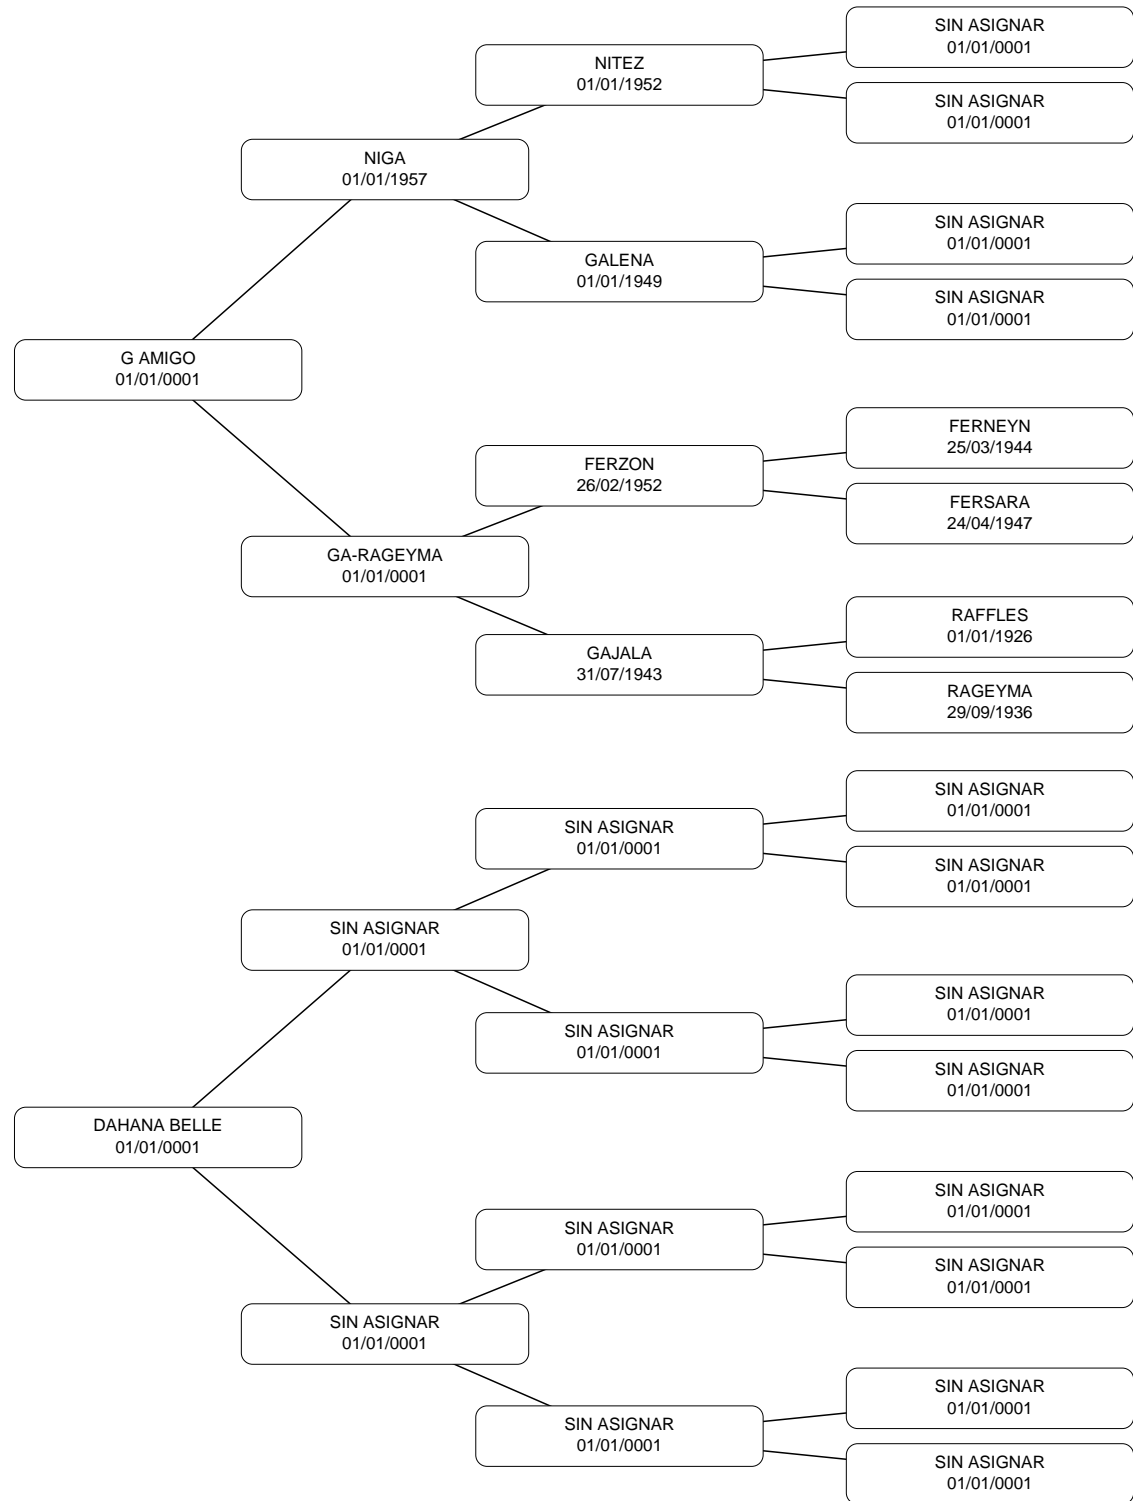 SIN ASIGNAR
01/01/0001
NITEZ
01/01/1952
SIN ASIGNAR
01/01/0001
NIGA
01/01/1957
SIN ASIGNAR
01/01/0001
GALENA
01/01/1949
SIN ASIGNAR
01/01/0001
G AMIGO
01/01/0001
FERNEYN
25/03/1944
FERZON
26/02/1952
FERSARA
24/04/1947
GA-RAGEYMA
01/01/0001
RAFFLES
01/01/1926
GAJALA
31/07/1943
RAGEYMA
29/09/1936
SIN ASIGNAR
01/01/0001
SIN ASIGNAR
01/01/0001
SIN ASIGNAR
01/01/0001
SIN ASIGNAR
01/01/0001
SIN ASIGNAR
01/01/0001
SIN ASIGNAR
01/01/0001
SIN ASIGNAR
01/01/0001
DAHANA BELLE
01/01/0001
SIN ASIGNAR
01/01/0001
SIN ASIGNAR
01/01/0001
SIN ASIGNAR
01/01/0001
SIN ASIGNAR
01/01/0001
SIN ASIGNAR
01/01/0001
SIN ASIGNAR
01/01/0001
SIN ASIGNAR
01/01/0001